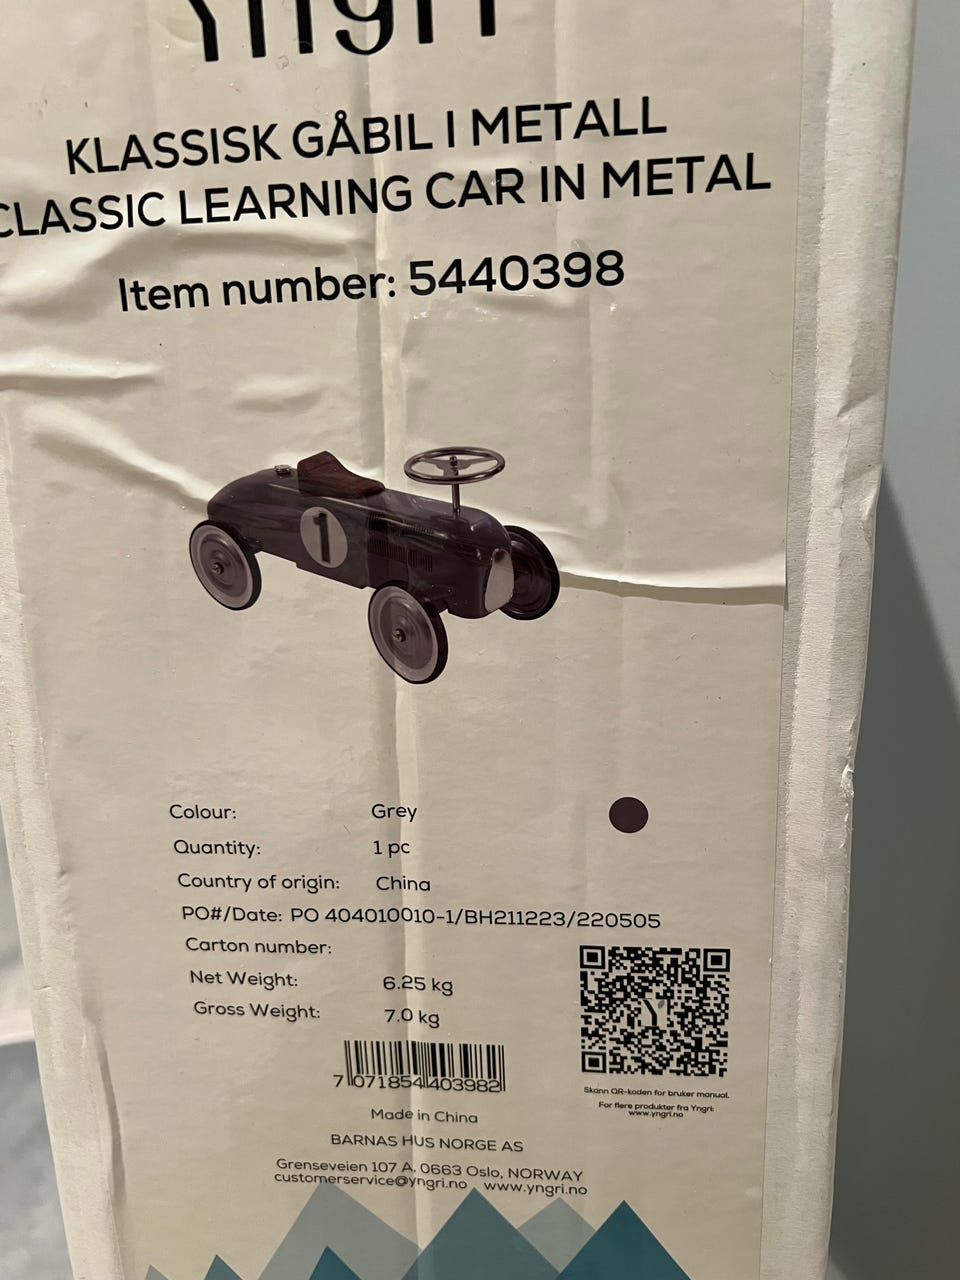 Yngri
KLASSISK GÅBIL I METALL
CLASSIC LEARNING CAR IN METAL
Item number: 5440398
1
Colour: Grey
Quantity: 1 pc
Country of origin: China
PO#/Date: PO 404010010-1/BH211223/220505
Carton number:
Net Weight: 6.25 kg
Gross Weight: 7.0 kg
7 071854 403982
Skann QR-koden for bruker manual.
For flere produkter fra Yngri:
www.yngri.no
Made in China
BARNAS HUS NORGE AS
Grenseveien 107 A, 0663 Oslo, NORWAY
customerservice@yngri.no www.yngri.no